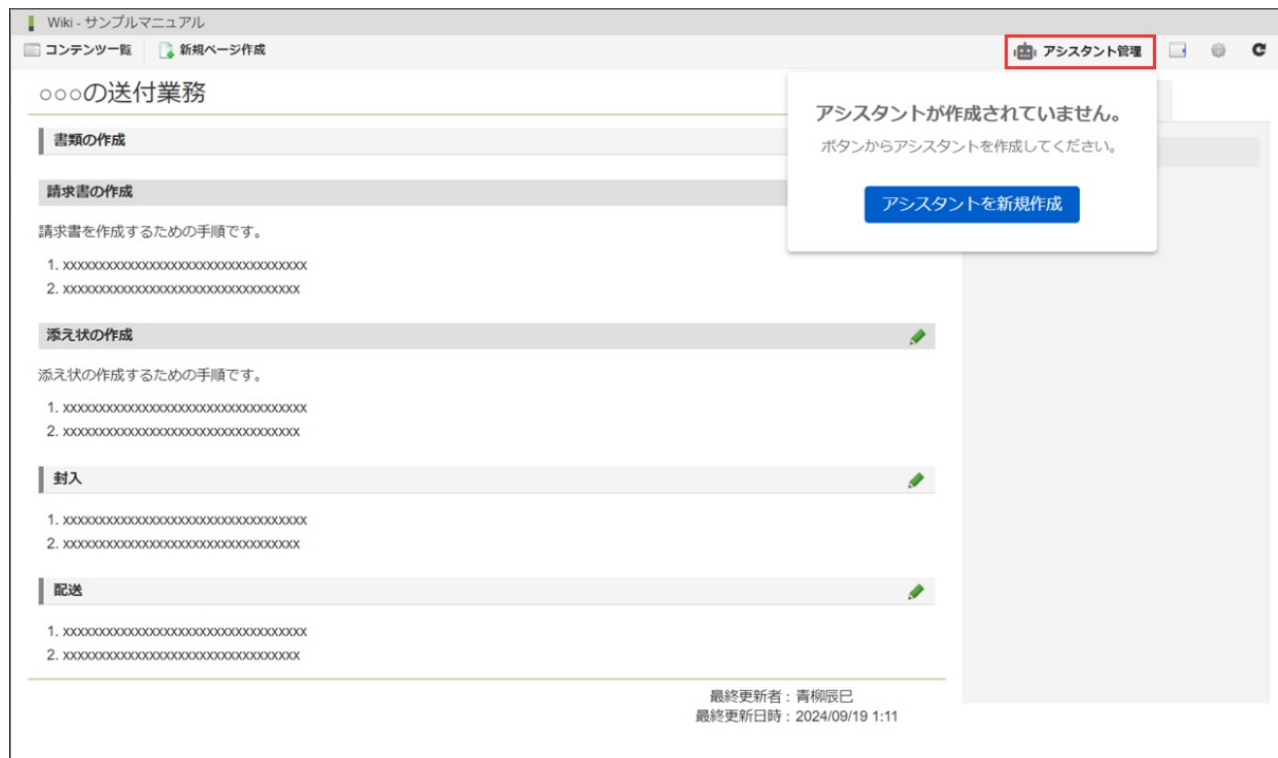 Wiki - サンプルマニュアル
コンテンツ一覧 新規ページ作成 アシスタント管理
○○○の送付業務
アシスタントが作成されていません。
ボタンからアシスタントを作成してください。
アシスタントを新規作成
書類の作成
請求書の作成
請求書を作成するための手順です。
1. xxxxxxxxxxxxxxxxxxxxxxxxxxxxxxxxxx
2. xxxxxxxxxxxxxxxxxxxxxxxxxxxxxxxxx
添え状の作成
添え状の作成するための手順です。
1. xxxxxxxxxxxxxxxxxxxxxxxxxxxxxxxxxx
2. xxxxxxxxxxxxxxxxxxxxxxxxxxxxxxxxx
封入
1. xxxxxxxxxxxxxxxxxxxxxxxxxxxxxxxxxx
2. xxxxxxxxxxxxxxxxxxxxxxxxxxxxxxxxx
配送
1. xxxxxxxxxxxxxxxxxxxxxxxxxxxxxxxxxx
2. xxxxxxxxxxxxxxxxxxxxxxxxxxxxxxxxx
最終更新者：青柳辰巳
最終更新日時：2024/09/19 1:11